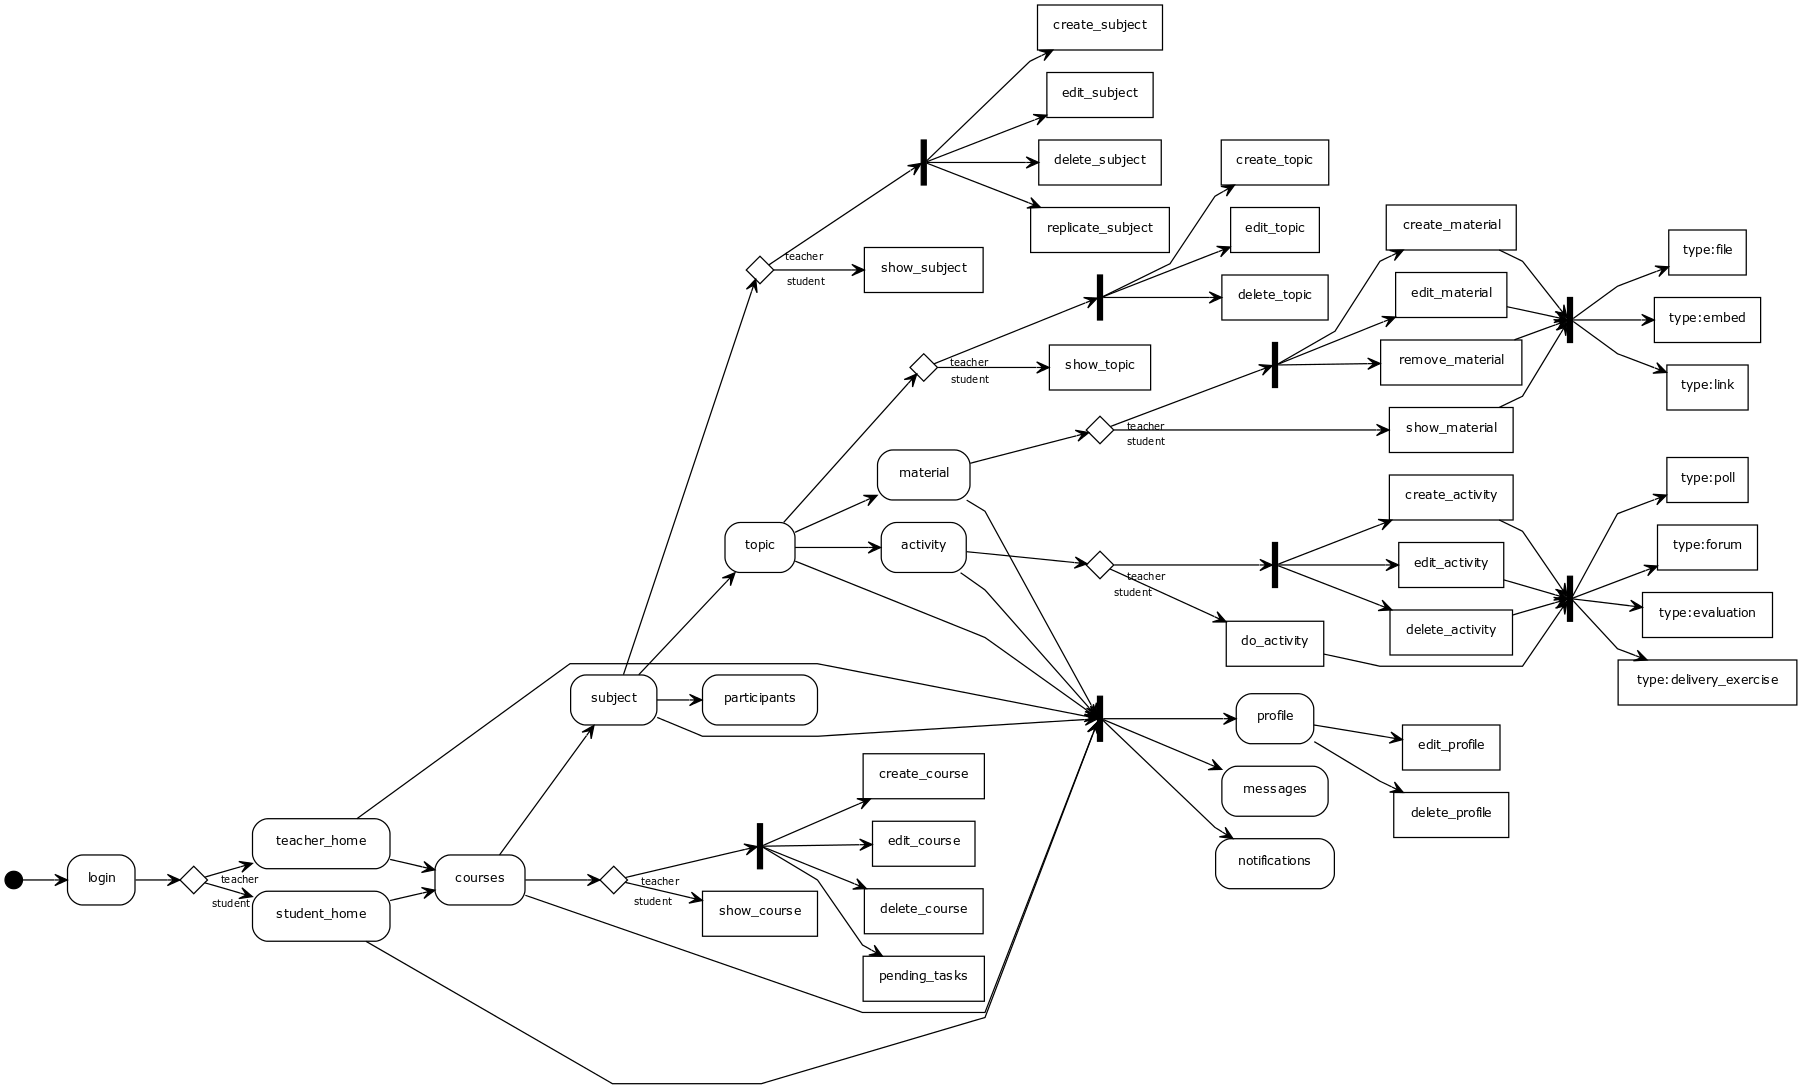 create_subject
edit_subject
delete_subject
create_topic
replicate_subject
edit_topic
create_material
type:file
teacher
show_subject
student
delete_topic
edit_material
type:embed
teacher
show_topic
student
remove_material
type:link
teacher
show_material
student
material
create_activity
type:poll
topic
activity
type:forum
edit_activity
teacher
student
type:evaluation
do_activity
delete_activity
type:delivery_exercise
subject
participants
profile
edit_profile
create_course
messages
delete_profile
teacher_home
edit_course
notifications
login
teacher
student
courses
teacher
student
student_home
show_course
delete_course
pending_tasks